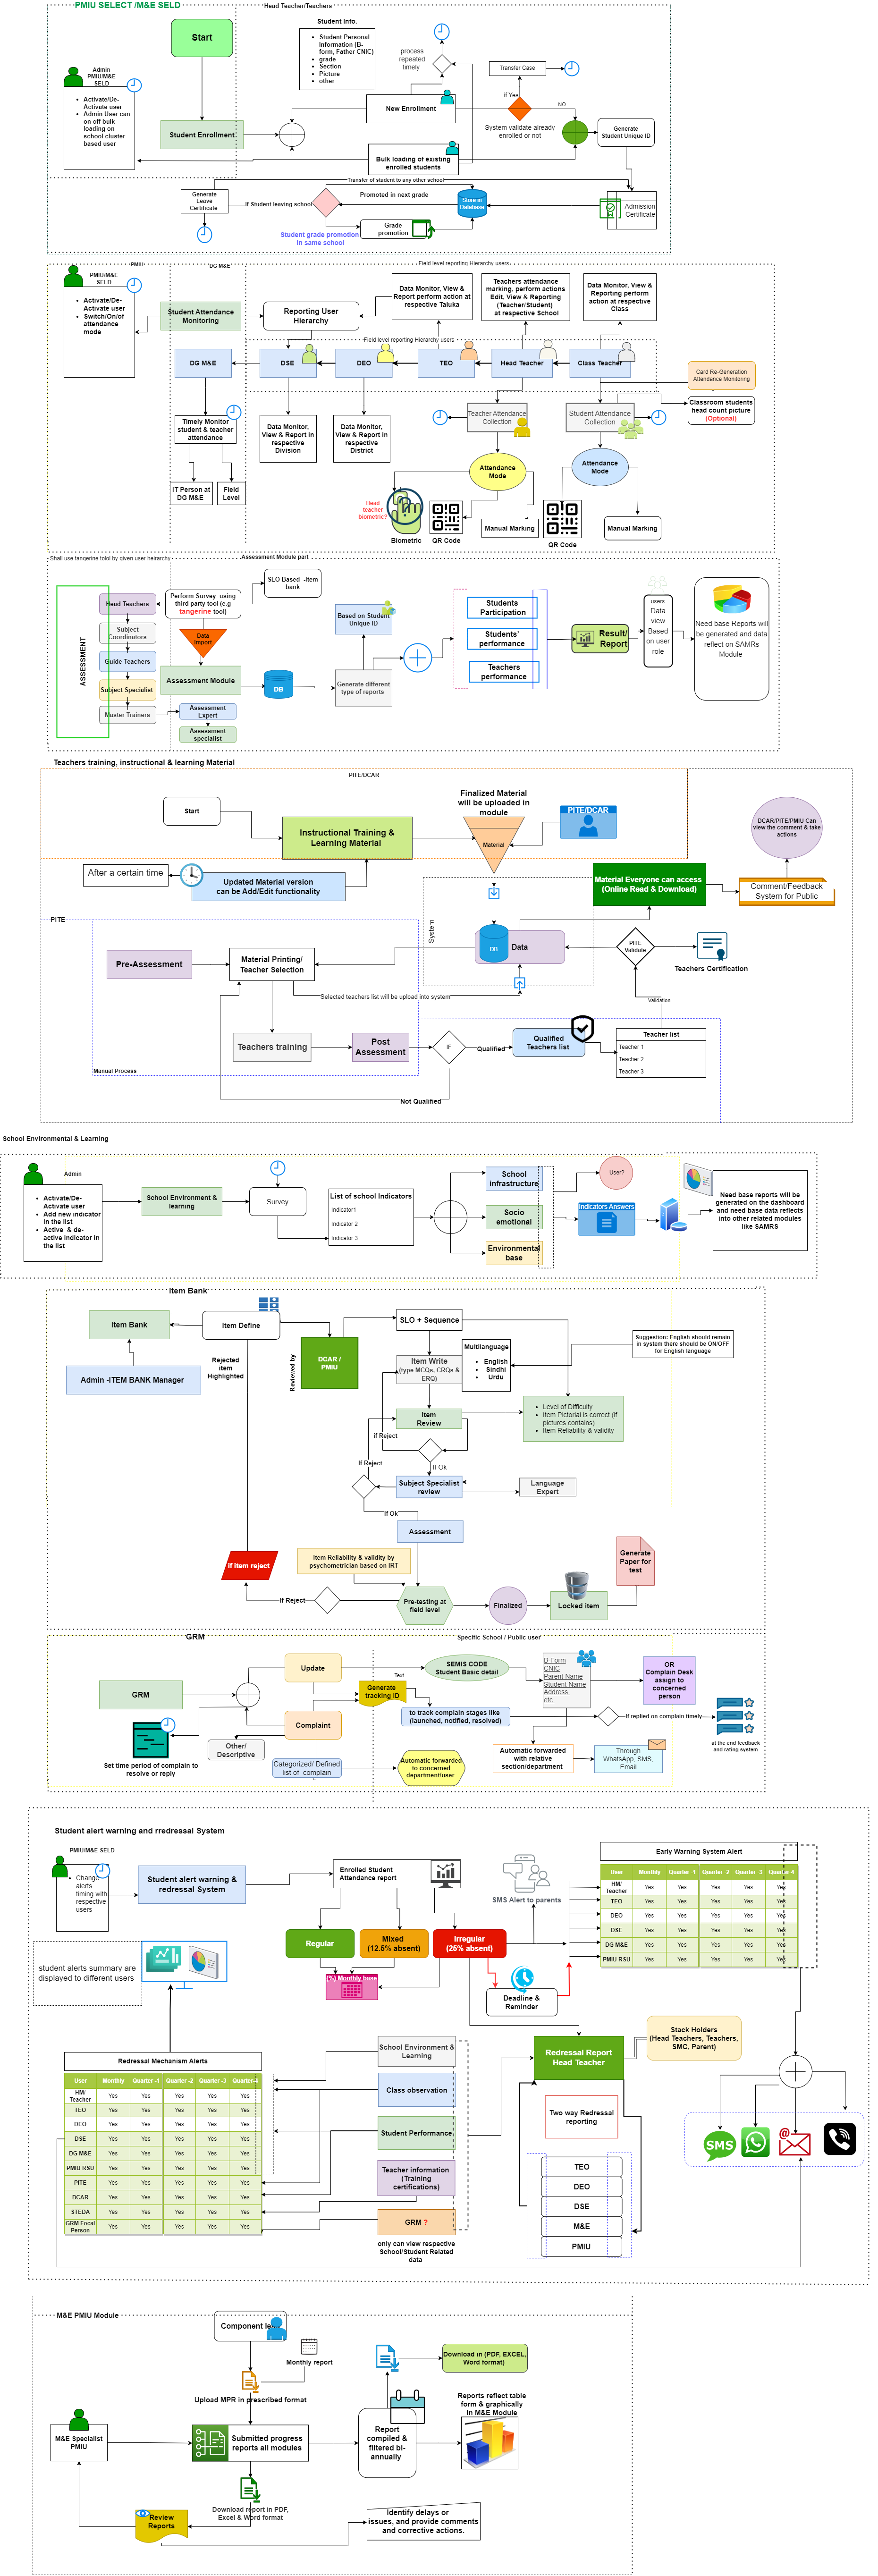 PMIU SELECT /M&E SELD
Head Teacher/Teachers
Start
Student info.
Student Personal
Information (B-
form, Father CNIC)
grade
Section
Picture
other
process
repeated
timely
Transfer Case
Admin
PMIU/M&E
SELD
Activate/De-
Activate user
Admin User can
on off bulk
loading on
school cluster
based user
If Yes
New Enrollment
NO
Student Enrollment
System validate already
enrolled or not
Generate
Student Unique ID
Bulk loading of existing
enrolled students
Transfer of student to any other school
Generate
Leeve
Certificate
If Student leaving school
Promoted in next grade
Store in
Database
Admission
Certificate
Grade
promotion
Student grade promotion
in same school
PMIU
DG M&E
Field level reporting Hierarchy users
PMIU/M&E
SELD
Activate/De-
Activate user
Switch/On/of
attendance
mode
Student Attendance
Monitoring
Reporting User
Hierarchy
Data Monitor, View &
Report perform action at
respective Taluka
Teachers attendance
marking, perform actions
Edit, View & Reporting
(Teacher/Student)
at respective School
Data Monitor, View &
Reporting perform
action at respective
Class
Field level reporting Hierarchy users
DG M&E
DSE
DEO
TEO
Head Teacher
Class Teacher
Card Re-Generation
Attendance Monitoring
Timely Monitor
student & teacher
attendance
Data Monitor,
View & Report in
respective
Division
Data Monitor,
View & Report in
respective
District
Teacher Attendance
Collection
Student Attendance
Collection
Classroom students
head count picture
(Optional)
IT Person at
DG M&E
Field
Level
Attendance
Mode
Attendance
Mode
Head
teacher
biometric?
Biometric
QR Code
Manual Marking
QR Code
Manual Marking
Shall use tangerine tolol by given user heirarchy
Assessment Module part
ASSESSMENT
Head Teachers
Subject
Coordinators
Guide Teachers
Subject Specialist
Master Trainers
Perform Survey using
third party tool (e.g
tangerine tool)
SLO Based -item
bank
Data
Import
Assessment Module
Assessment
Expert
Assessment
specialist
DB
Based on Student
Unique ID
Generate different
type of reports
Students
Participation
Students'
performance
Teachers
performance
Result/
Report
users
Data
view
Based
on user
role
Need base Reports will
be generated and data
reflect on SAMRs
Module
Teachers training, instructional & learning Material
PITE/DCAR
Start
Instructional Training &
Learning Material
Finalized Material
will be uploaded in
module
Material
PITE/DCAR
DCAR/PITE/PMIU Can
view the comment & take
actions
After a certain time
Updated Material version
can be Add/Edit functionality
Material Everyone can access
(Online Read & Download)
Comment/Feedback
System for Public
PITE
System
DB
Data
PITE
Validate
Teachers Certification
Pre-Assessment
Material Printing/
Teacher Selection
Selected teachers list will be upload into system
Validation
Teachers training
Post
Assessment
IF
Qualified
Qualified
Teachers list
Teacher list
Teacher 1
Teacher 2
Teacher 3
Manual Process
Not Qualified
School Environmental & Learning
Admin
Activate/De-
Activate user
Add new indicator
in the list
Active & de-
active indicator in
the list
School Environment &
learning
Survey
List of school Indicators
Indicator1
Indicator 2
Indicator 3
School
infrastructure
Socio
emotional
Environmental
base
User?
Indicators Answers
Need base reports will be
generated on the dashboard
and need base data reflects
into other related modules
like SAMRS
Item Bank
Item Bank
Item Define
Admin -ITEM BANK Manager
Rejected
item
Highlighted
Reviewed by
DCAR /
PMIU
SLO + Sequence
Item Write
(type MCQs, CRQs &
ERQ)
Multilanguage
English
Sindhi
Urdu
Suggestion: English should remain
in system there should be ON/OFF
for English language
Item
Review
Level of Difficulty
Item Pictorial is correct (if
pictures contains)
Item Reliability & validity
if Reject
If Reject
If Ok
Subject Specialist
review
Language
Expert
If Ok
Assessment
If item reject
Item Reliability & validity by
psychometrician based on IRT
Generate
Paper for
test
If Reject
Pre-testing at
field level
Finalized
Locked item
GRM
Specific School / Public user
GRM
Update
Complaint
Text
Generate
tracking ID
SEMIS CODE
Student Basic detail
B-Form
CNIC
Parent Name
Student Name
Address
etc.
OR
Complain Desk
assign to
concerned
person
to track complain stages like
(launched, notified, resolved)
If replied on complain timely
at the end feedback
and rating system
Set time period of complain to
resolve or reply
Other/
Descriptive
Categorized/ Defined
list of complain
Automatic forwarded
to concerned
department/user
Automatic forwarded
with relative
section/department
Through
WhatsApp, SMS,
Email
Student alert warning and rredressal System
PMIU/M&E SELD
Change
alerts
timing with
respective
users
Student alert warning &
redressal System
Enrolled Student
Attendance report
SMS Alert to parents
Early Warning System Alert
User Monthly Quarter -1 Quarter -2 Quarter -3 Quarter-4
HM/
Teacher Yes Yes Yes Yes Yes
TEO Yes Yes Yes Yes Yes
DEO Yes Yes Yes Yes Yes
DSE Yes Yes Yes Yes Yes
DG M&E Yes Yes Yes Yes Yes
PMIU RSU Yes Yes Yes Yes Yes
Regular
Mixed
(12.5% absent)
Irregular
(25% absent)
student alerts summary are
displayed to different users
(%) Monthly base
Deadline &
Reminder
Redressal Mechanism Alerts
User Monthly Quarter -1 Quarter -2 Quarter -3 Quarter-4
HM/
Teacher Yes Yes Yes Yes Yes
TEO Yes Yes Yes Yes Yes
DEO Yes Yes Yes Yes Yes
DSE Yes Yes Yes Yes Yes
DG M&E Yes Yes Yes Yes Yes
PMIU RSU Yes Yes Yes Yes Yes
PITE Yes Yes Yes Yes Yes
DCAR Yes Yes Yes Yes Yes
STEDA Yes Yes Yes Yes Yes
GRM Focal
Person Yes Yes Yes Yes Yes
School Environment &
Learning
Class observation
Student Performance
Teacher information
(Training
certifications)
GRM ?
only can view respective
School/Student Related
data
Redressal Report
Head Teacher
Stack Holders
(Head Teachers, Teachers,
SMC, Parent)
Two way Redressal
reporting
TEO
DEO
DSE
M&E
PMIU
SMS
M&E PMIU Module
Component le
Monthly report
Upload MPR in prescribed format
Download in (PDF, EXCEL,
Word format)
M&E Specialist
PMIU
Submitted progress
reports all modules
Report
compiled &
filtered bi-
annually
Reports reflect table
form & graphically
in M&E Module
Download report in PDF,
Excel & Word format
Review
Reports
Identify delays or
issues, and provide comments
and corrective actions.